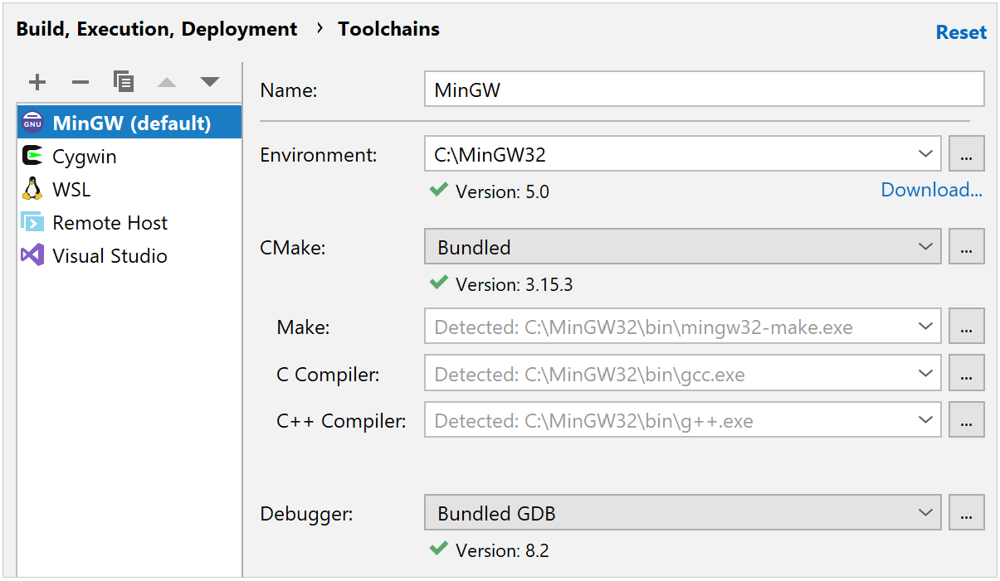 Build, Execution, Deployment › Toolchains
Reset
GNU MinGW (default)
Cygwin
WSL
Remote Host
Visual Studio
Name: MinGW
Environment: C:\MinGW32 ...
Version: 5.0 Download...
CMake: Bundled ...
Version: 3.15.3
Make: Detected: C:\MinGW32\bin\mingw32-make.exe ...
C Compiler: Detected: C:\MinGW32\bin\gcc.exe ...
C++ Compiler: Detected: C:\MinGW32\bin\g++.exe ...
Debugger: Bundled GDB ...
Version: 8.2